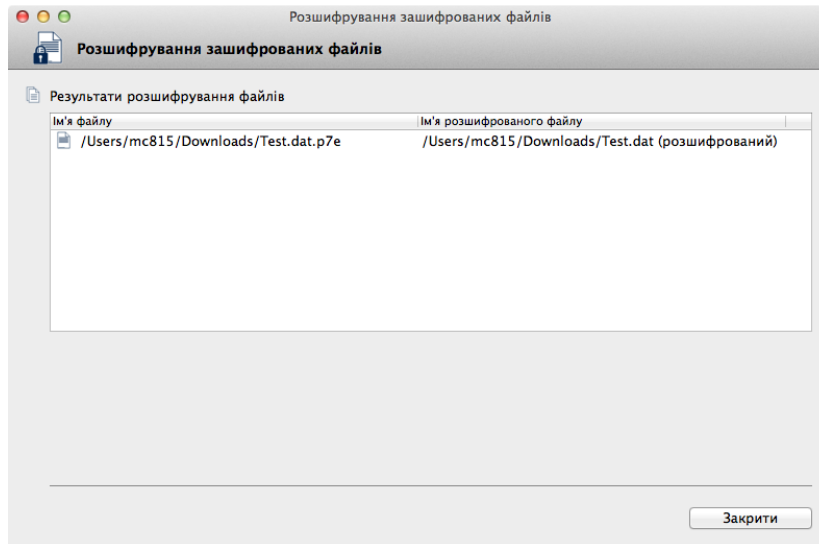 Розшифрування зашифрованих файлів
Розшифрування зашифрованих файлів
Результати розшифрування файлів
Ім'я файлу Ім'я розшифрованого файлу
/Users/mc815/Downloads/Test.dat.p7e /Users/mc815/Downloads/Test.dat (розшифрований)
Закрити